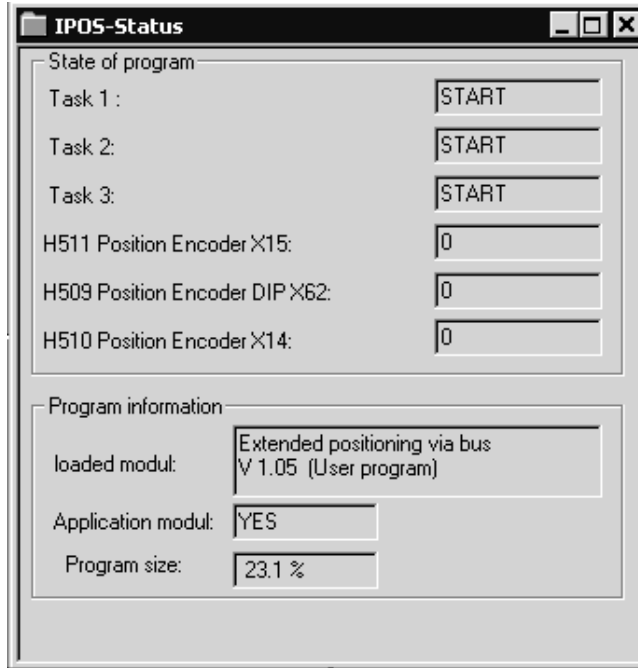 IPOS-Status
State of program
Task 1 : START
Task 2: START
Task 3: START
H511 Position Encoder X15: 0
H509 Position Encoder DIP X62: 0
H510 Position Encoder X14: 0
Program information
loaded modul: Extended positioning via bus
V 1.05 (User program)
Application modul: YES
Program size: 23.1 %